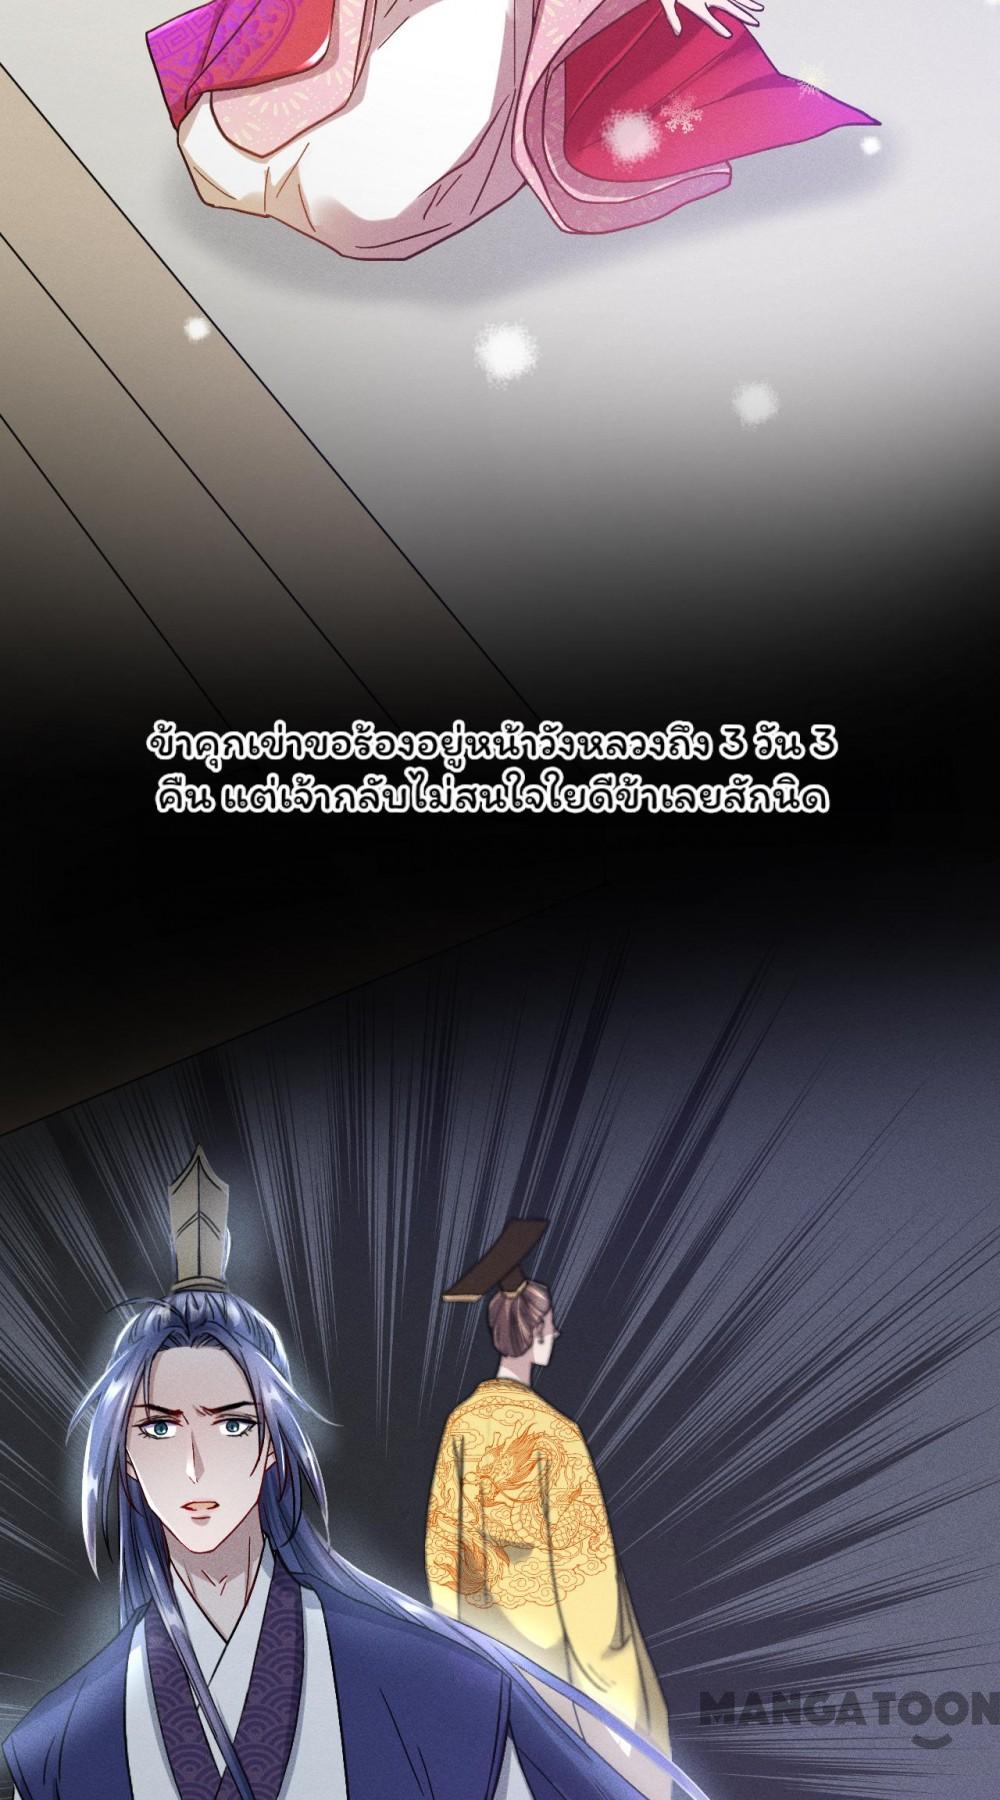 ข้าคุกเข่าขอร้องอยู่หน้าวังหลวงถึง 3 วัน 3
คืน แต่เจ้ากลับไม่สนใจใยดีข้าเลยสักนิด
MANGATOON